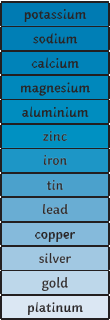 potassium
sodium
calcium
magnesium
aluminium
zinc
iron
tin
lead
copper
silver
gold
platinum